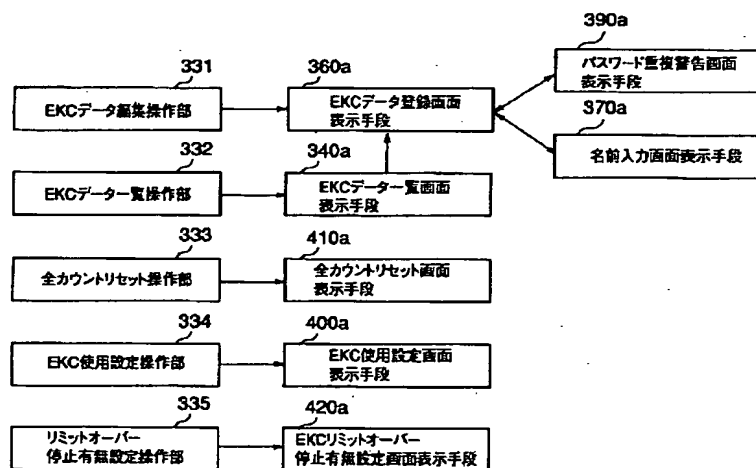 331
EKCデータ編集操作部
360a
EKCデータ登録画面
表示手段
390a
パスワード重複警告画面
表示手段
370a
名前入力画面表示手段
332
EKCデータ一覧操作部
340a
EKCデータ一覧画面
表示手段
333
全カウントリセット操作部
410a
全カウントリセット画面
表示手段
334
EKC使用設定操作部
400a
EKC使用設定画面
表示手段
335
リミットオーバー
停止有無設定操作部
420a
EKCリミットオーバー
停止有無設定画面表示手段